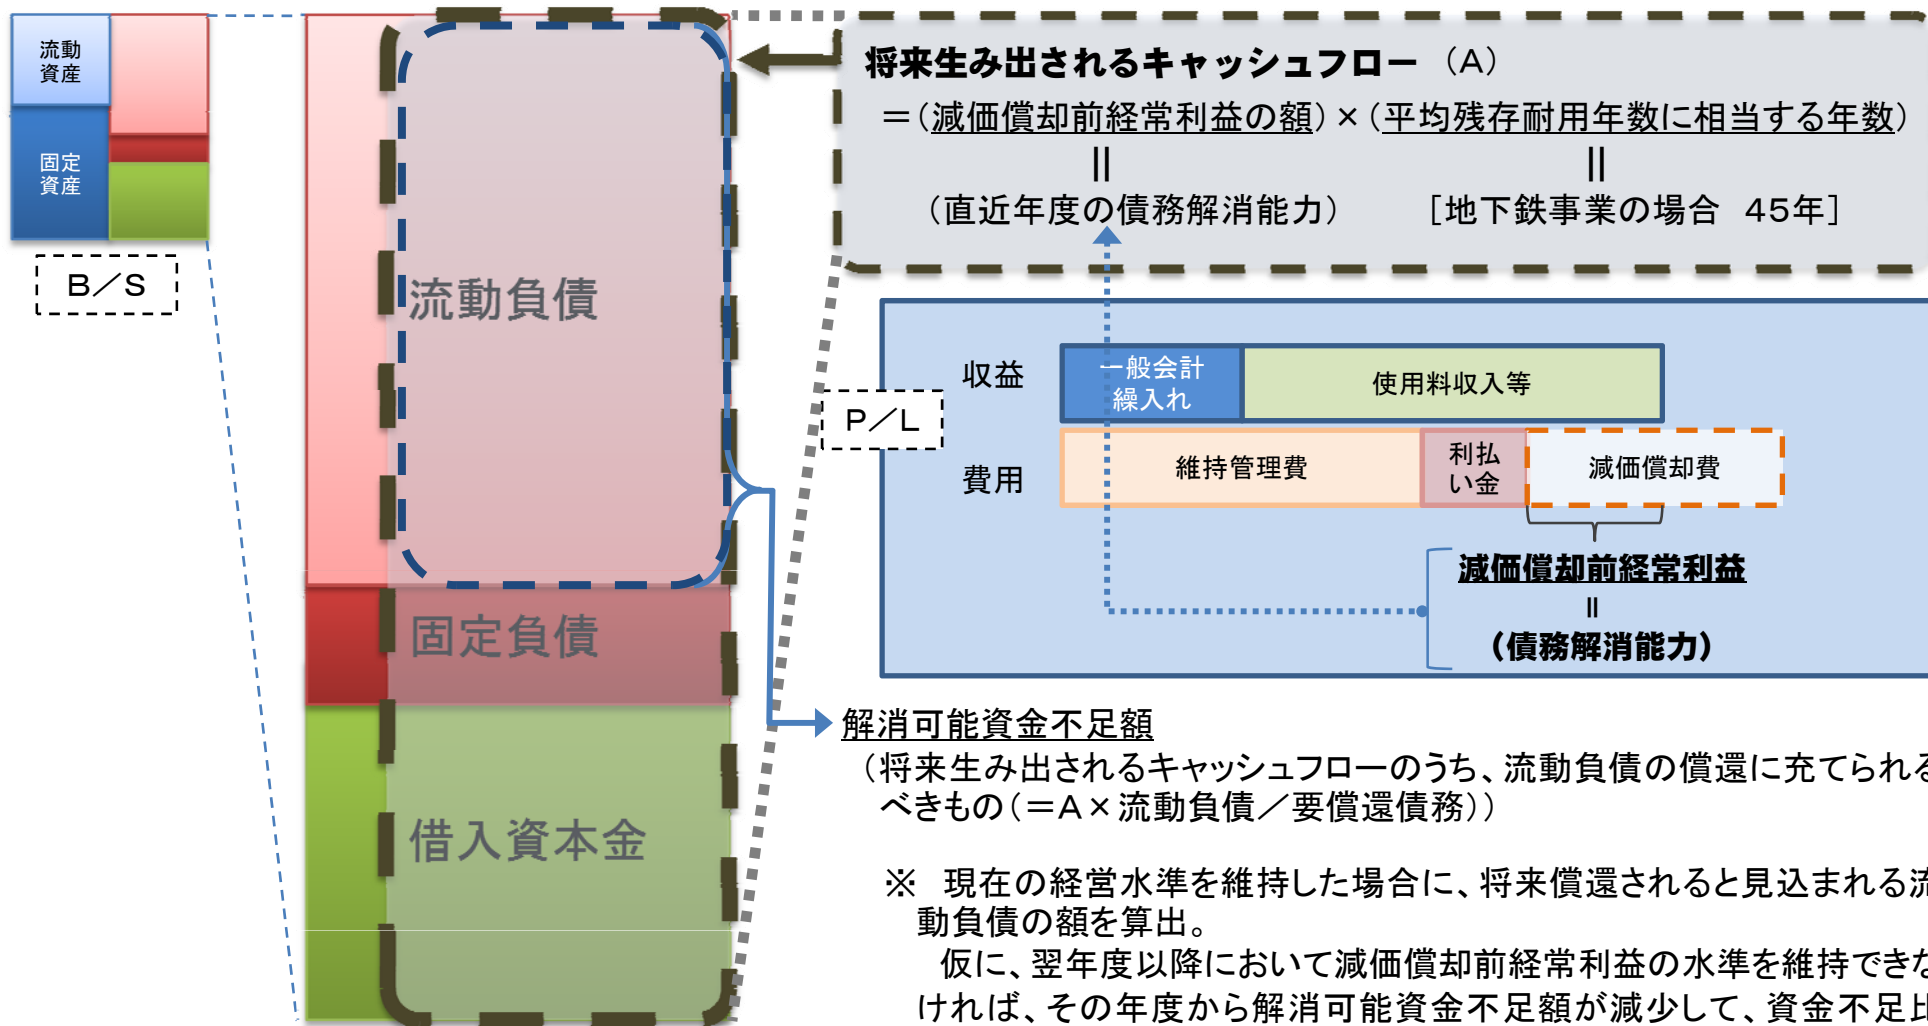 流動
資産
固定
資産
B/S
流動負債
固定負債
借入資本金
将来生み出されるキャッシュフロー (A)
=(減価償却前経常利益の額)×(平均残存耐用年数に相当する年数)
||
||
(直近年度の債務解消能力)
[地下鉄事業の場合 45年]
P/L
収益
一般会計
繰入れ
使用料収入等
費用
維持管理費
利払
い金
減価償却費
減価償却前経常利益
||
(債務解消能力)
解消可能資金不足額
(将来生み出されるキャッシュフローのうち、流動負債の償還に充てられる
べきもの(=A×流動負債/要償還債務))
※ 現在の経営水準を維持した場合に、将来償還されると見込まれる流
動負債の額を算出。
仮に、翌年度以降において減価償却前経常利益の水準を維持できな
ければ、その年度から解消可能資金不足額が減少して、資金不足比